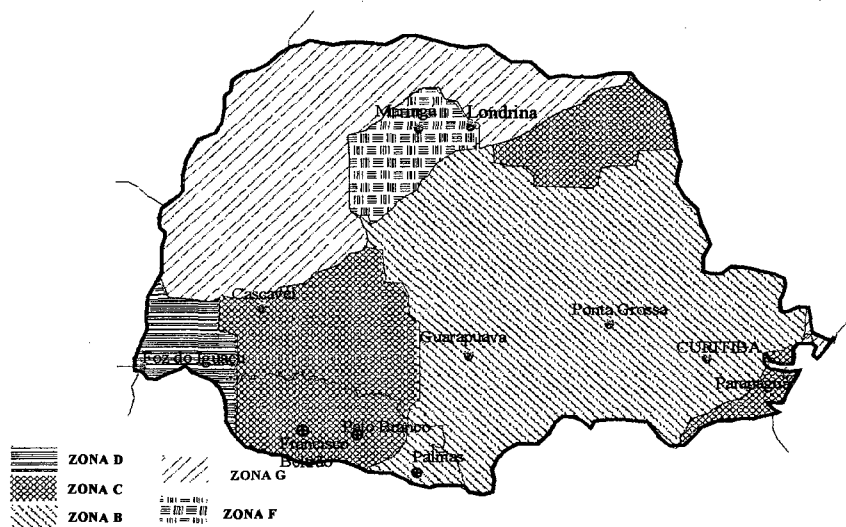 Maringá
Londrina
Cascavel
Ponta Grossa
Foz do Iguaçu
Guarapuava
CURITIBA
Paranaguá
Pato Branco
Francisco
Beltrão
Palmas
ZONA D
ZONA G
ZONA C
ZONA F
ZONA B